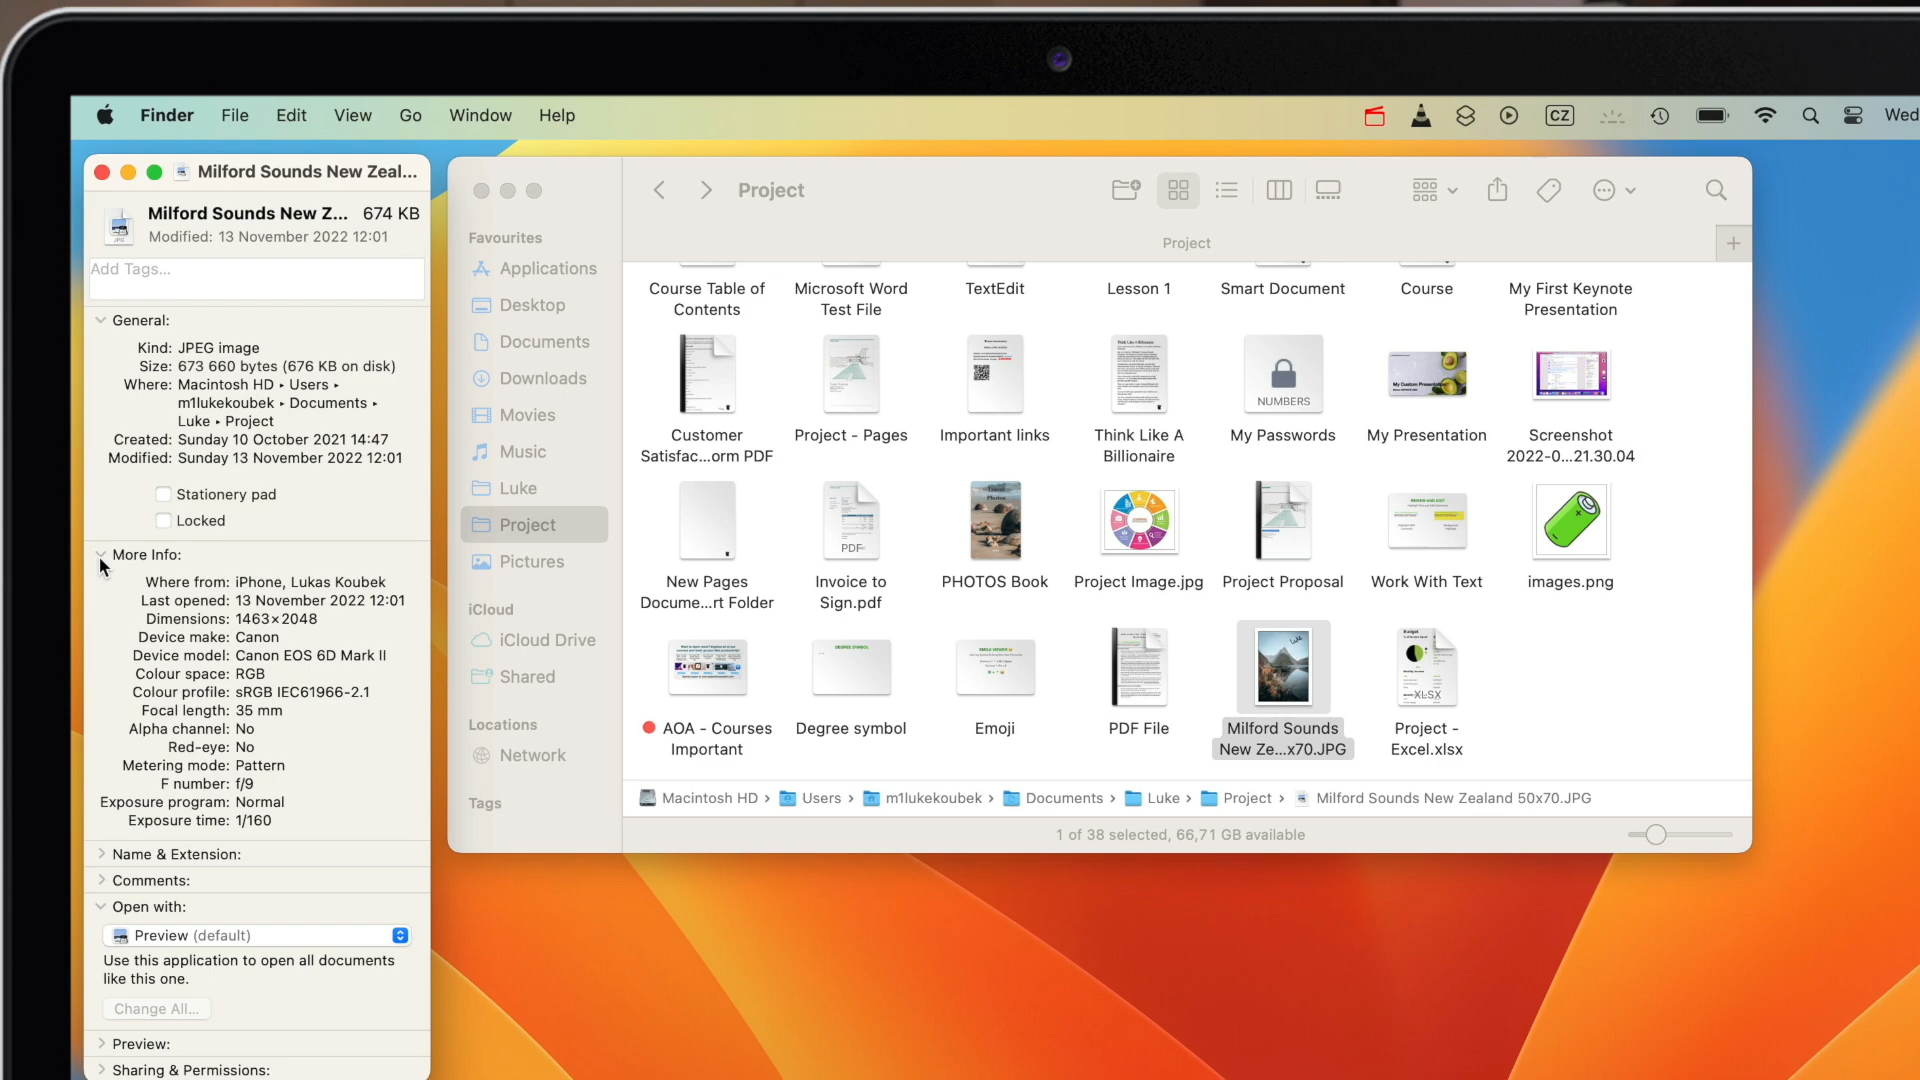 Finder File Edit View Go Window Help
CZ
Wed
Milford Sounds New Zeal...
Milford Sounds New Z... 674 KB
Modified: 13 November 2022 12:01
Add Tags...
General:
Kind: JPEG image
Size: 673 660 bytes (676 KB on disk)
Where: Macintosh HD ▸ Users ▸
m1lukekoubek ▸ Documents ▸
Luke ▸ Project
Created: Sunday 10 October 2021 14:47
Modified: Sunday 13 November 2022 12:01
Stationery pad
Locked
More Info:
Where from: iPhone, Lukas Koubek
Last opened: 13 November 2022 12:01
Dimensions: 1463×2048
Device make: Canon
Device model: Canon EOS 6D Mark II
Colour space: RGB
Colour profile: sRGB IEC61966-2.1
Focal length: 35 mm
Alpha channel: No
Red-eye: No
Metering mode: Pattern
F number: f/9
Exposure program: Normal
Exposure time: 1/160
Name & Extension:
Comments:
Open with:
Preview (default)
Use this application to open all documents
like this one.
Change All...
Preview:
Sharing & Permissions:
Favourites
Applications
Desktop
Documents
Downloads
Movies
Music
Luke
Project
Pictures
iCloud
iCloud Drive
Shared
Locations
Network
Tags
Project
Project
Course Table of
Contents
Microsoft Word
Test File
TextEdit
Lesson 1
Smart Document
Course
My First Keynote
Presentation
Customer
Satisfac...orm PDF
Project - Pages
Important links
Think Like A
Billionaire
NUMBERS
My Passwords
My Presentation
Screenshot
2022-0...21.30.04
New Pages
Docume...rt Folder
PDF
Invoice to
Sign.pdf
PHOTOS Book
Project Image.jpg
Project Proposal
Work With Text
images.png
AOA - Courses
Important
DEGREE SYMBOL
Degree symbol
Emoji
PDF File
Luke
Milford Sounds
New Ze...x70.JPG
Budget
XLSX
Project -
Excel.xlsx
Macintosh HD › Users › m1lukekoubek › Documents › Luke › Project › Milford Sounds New Zealand 50x70.JPG
1 of 38 selected, 66,71 GB available